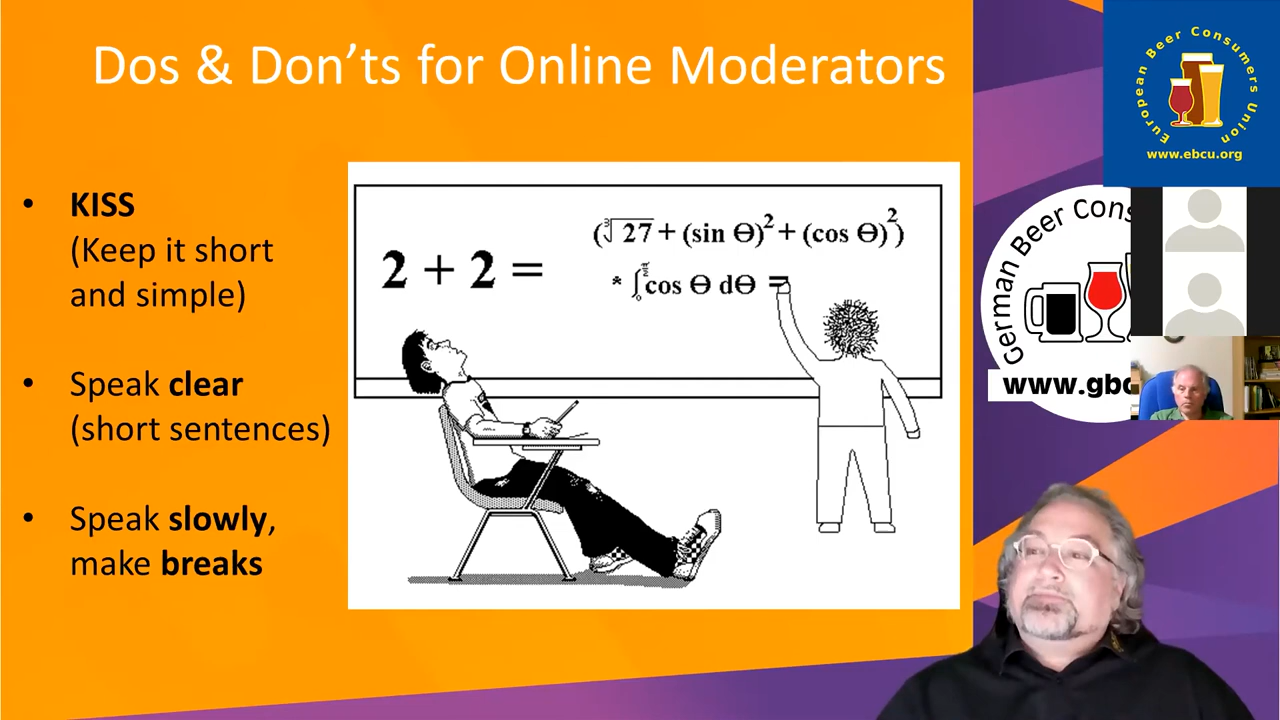 Dos & Don'ts for Online Moderators
• KISS
(Keep it short
and simple)
• Speak clear
(short sentences)
• Speak slowly,
make breaks
2 + 2 =
(∛27 + (sin Θ)² + (cos Θ)²)
* ∫₀^(π/2) cos Θ dΘ =
European Beer Consumers Union
www.ebcu.org
German Beer
www.gbc